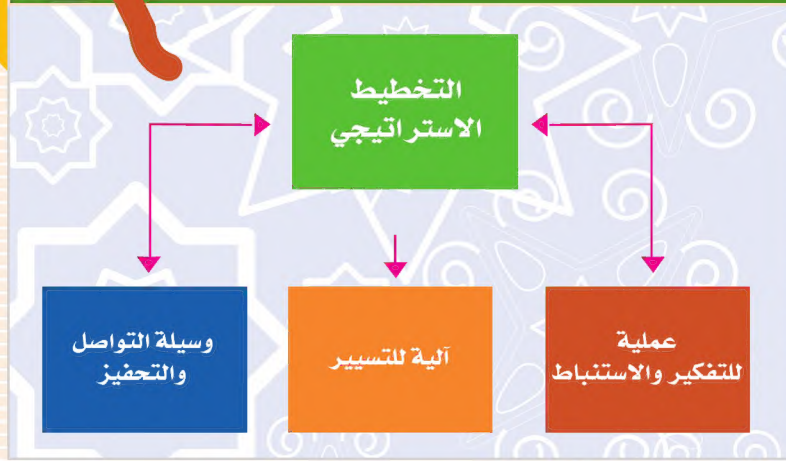 التخطيط
الاستراتيجي
عملية
للتفكير والاستنباط
آلية للتسيير
وسيلة التواصل
والتحفيز